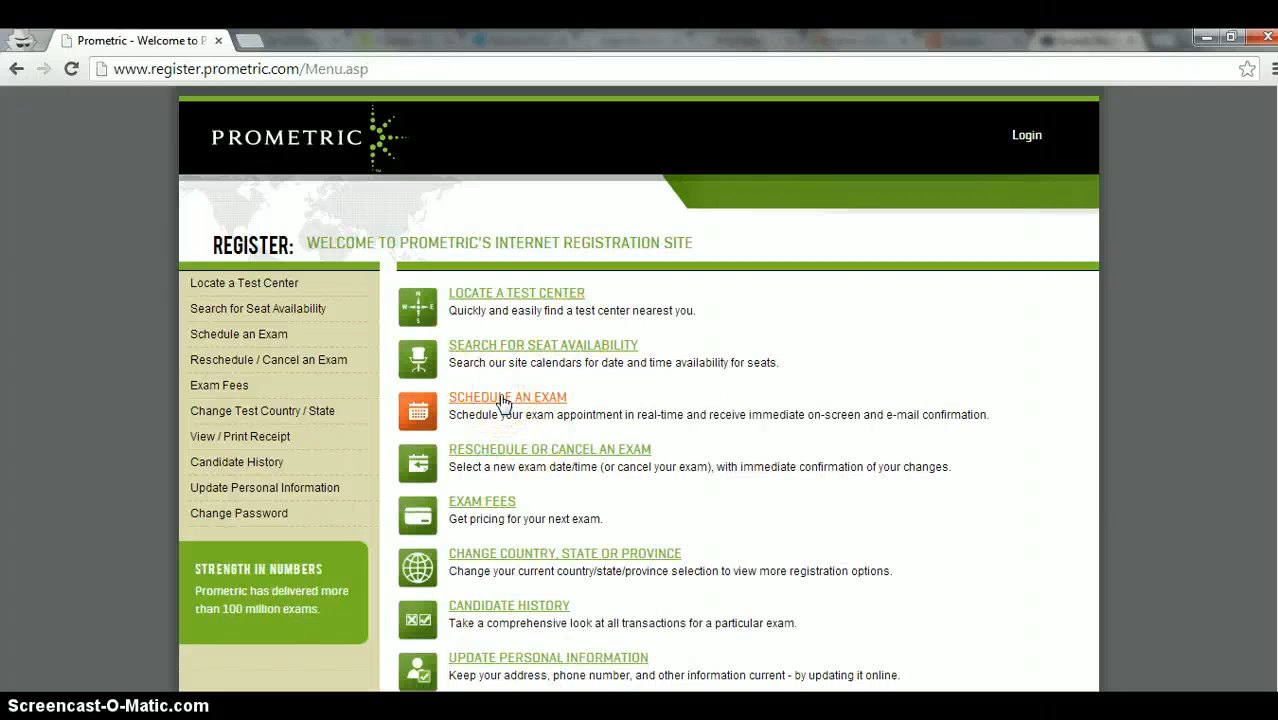 Prometric - Welcome to P
www.register.prometric.com/Menu.asp
PROMETRIC
Login
REGISTER: WELCOME TO PROMETRIC'S INTERNET REGISTRATION SITE
Locate a Test Center
Search for Seat Availability
Schedule an Exam
Reschedule / Cancel an Exam
Exam Fees
Change Test Country / State
View / Print Receipt
Candidate History
Update Personal Information
Change Password
STRENGTH IN NUMBERS
Prometric has delivered more
than 100 million exams.
N
W E
S
LOCATE A TEST CENTER
Quickly and easily find a test center nearest you.
SEARCH FOR SEAT AVAILABILITY
Search our site calendars for date and time availability for seats.
SCHEDULE AN EXAM
Schedule your exam appointment in real-time and receive immediate on-screen and e-mail confirmation.
RESCHEDULE OR CANCEL AN EXAM
Select a new exam date/time (or cancel your exam), with immediate confirmation of your changes.
EXAM FEES
Get pricing for your next exam.
CHANGE COUNTRY, STATE OR PROVINCE
Change your current country/state/province selection to view more registration options.
CANDIDATE HISTORY
Take a comprehensive look at all transactions for a particular exam.
UPDATE PERSONAL INFORMATION
Keep your address, phone number, and other information current - by updating it online.
Screencast-O-Matic.com